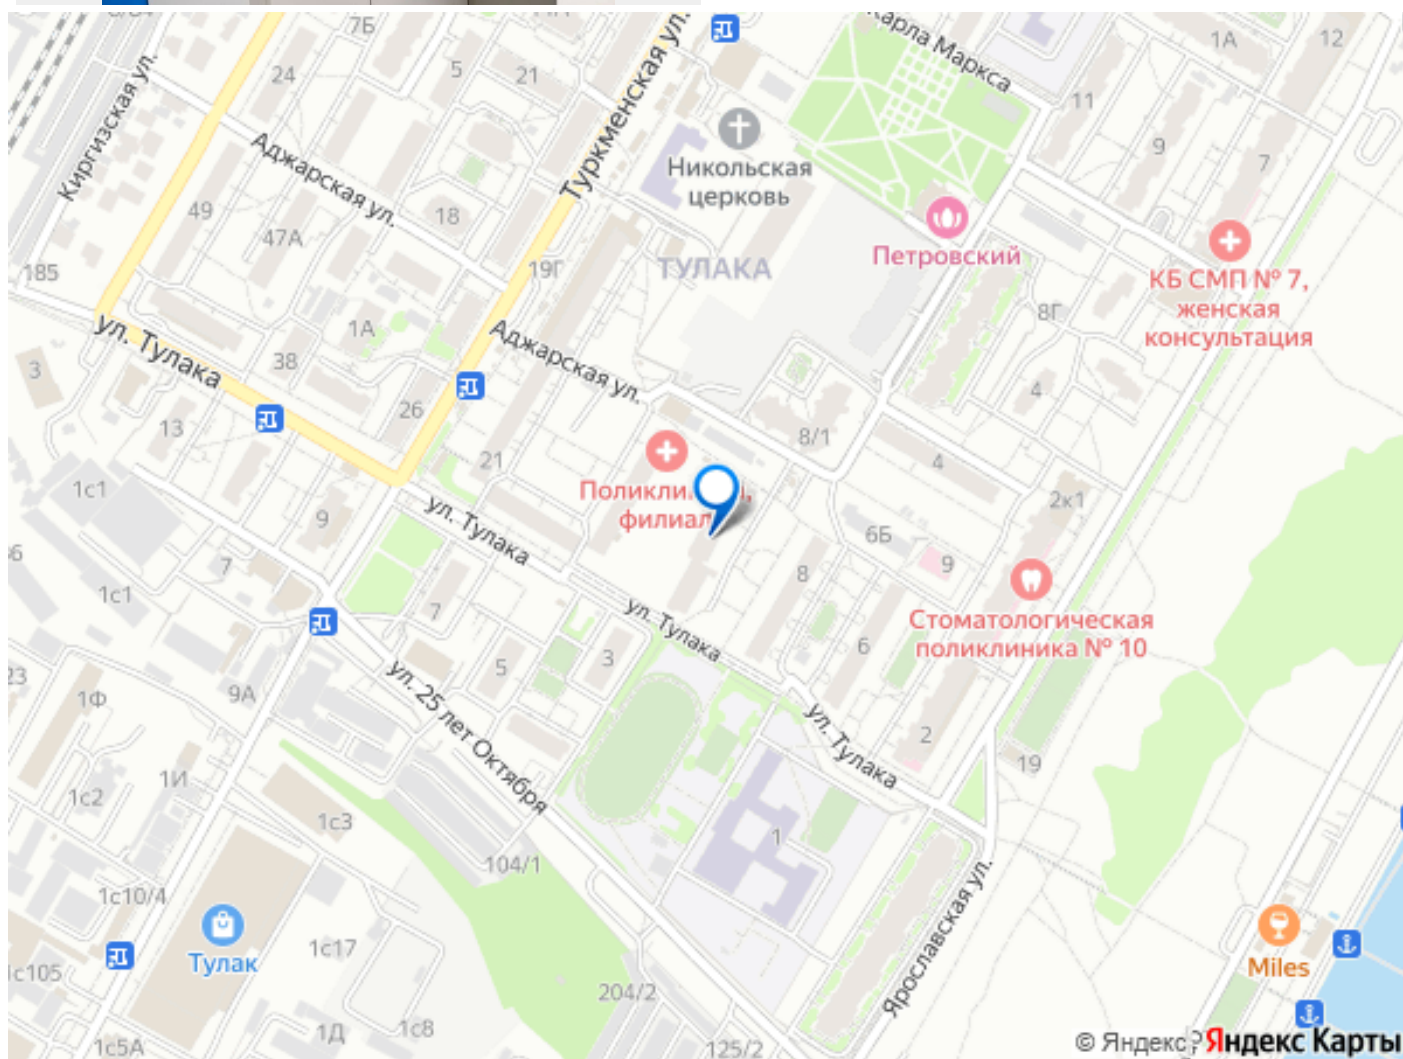 7Б
Карла Маркса
1А
12
24
5
21
11
Киргизская ул.
Аджарская ул.
Туркменская ул.
Никольская
церковь
9
7
49
18
47А
185
19Г
ТУЛАКА
Петровский
КБ СМП № 7,
женская
консультация
8Г
ул. Тулака
1А
Аджарская ул.
3
38
4
26
13
8/1
21
4
1с1
Поликли
филиал
2к1
9
ул. Тулака
6Б
7
9
8
1с1
7
ул. Тулака
Стоматологическая
поликлиника № 10
3
6
5
23
9А
1Ф
ул. 25 лет Октября
ул. Тулака
2
19
1И
1с2
1с3
1
104/1
1с10/4
Ярославская ул.
Тулак
1с17
Miles
1с105
204/2
1Д
1с8
1с5А
125/2
© Яндекс
Яндекс Карты